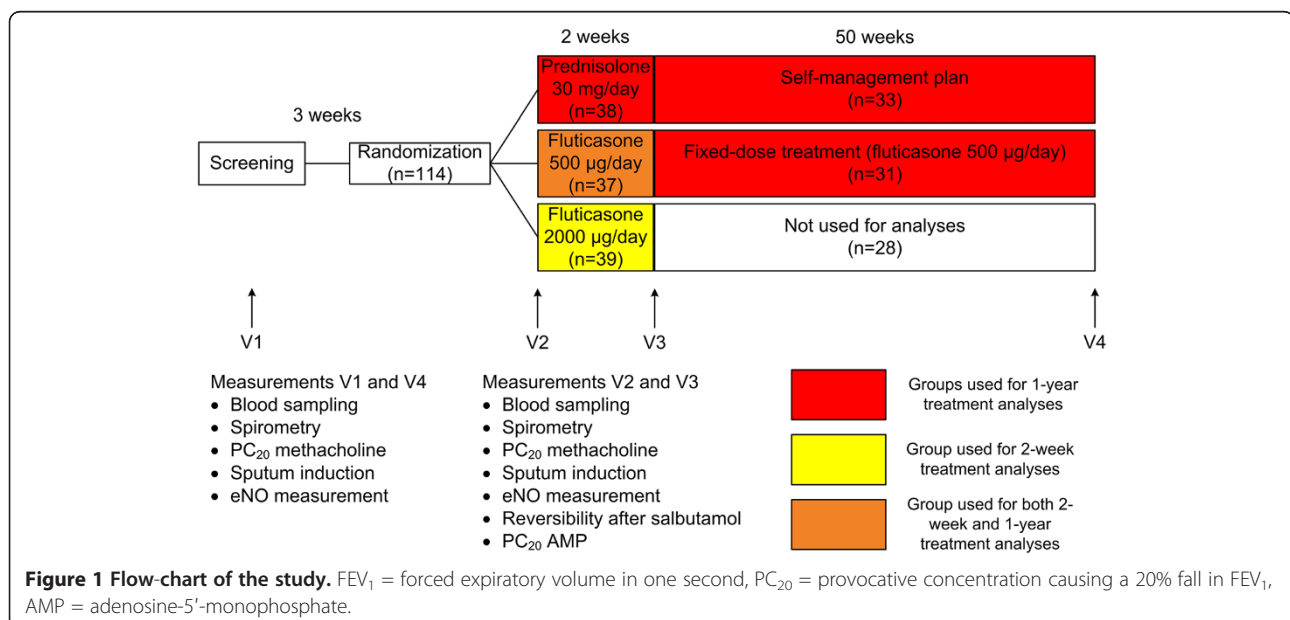 2 weeks
50 weeks
3 weeks
Screening
Randomization
(n=114)
Prednisolone
30 mg/day
(n=38)
Self-management plan
(n=33)
Fluticasone
500 µg/day
(n=37)
Fixed-dose treatment (fluticasone 500 µg/day)
(n=31)
Fluticasone
2000 µg/day
(n=39)
Not used for analyses
(n=28)
V1
V2
V3
V4
Measurements V1 and V4
• Blood sampling
• Spirometry
• PC₂₀ methacholine
• Sputum induction
• eNO measurement
Measurements V2 and V3
• Blood sampling
• Spirometry
• PC₂₀ methacholine
• Sputum induction
• eNO measurement
• Reversibility after salbutamol
• PC₂₀ AMP
Groups used for 1-year
treatment analyses
Group used for 2-week
treatment analyses
Group used for both 2-
week and 1-year
treatment analyses
Figure 1 Flow-chart of the study. FEV₁ = forced expiratory volume in one second, PC₂₀ = provocative concentration causing a 20% fall in FEV₁,
AMP = adenosine-5′-monophosphate.